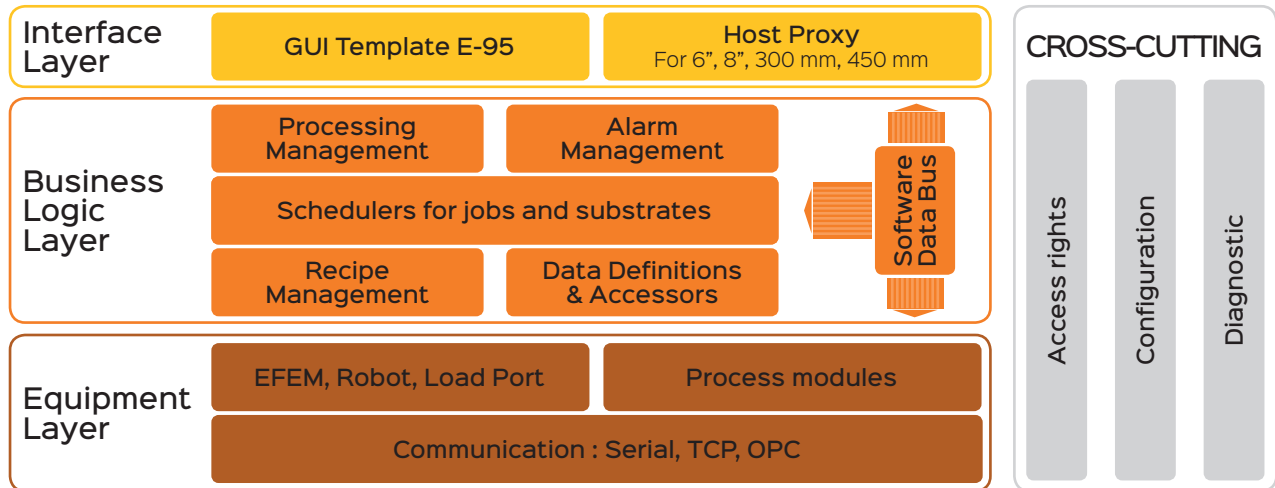 Interface
Layer
GUI Template E-95
Host Proxy
For 6”, 8”, 300 mm, 450 mm
Business
Logic
Layer
Processing
Management
Alarm
Management
Schedulers for jobs and substrates
Recipe
Management
Data Definitions
& Accessors
Software
Data Bus
Equipment
Layer
EFEM, Robot, Load Port
Process modules
Communication : Serial, TCP, OPC
CROSS-CUTTING
Access rights
Configuration
Diagnostic